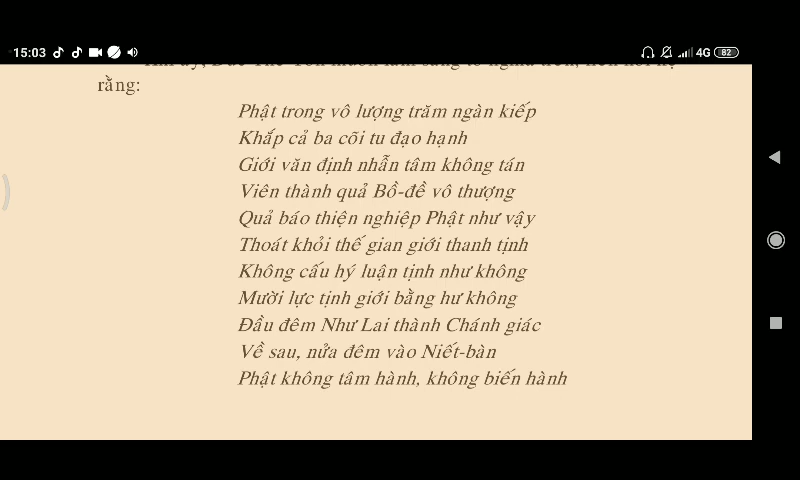 15:03 4G 82
rằng:
Phật trong vô lượng trăm ngàn kiếp
Khắp cả ba cõi tu đạo hạnh
Giới văn định nhẫn tâm không tán
Viên thành quả Bồ-đề vô thượng
Quả báo thiện nghiệp Phật như vậy
Thoát khỏi thế gian giới thanh tịnh
Không cấu hý luận tịnh như không
Mười lực tịnh giới bằng hư không
Đầu đêm Như Lai thành Chánh giác
Về sau, nửa đêm vào Niết-bàn
Phật không tâm hành, không biến hành